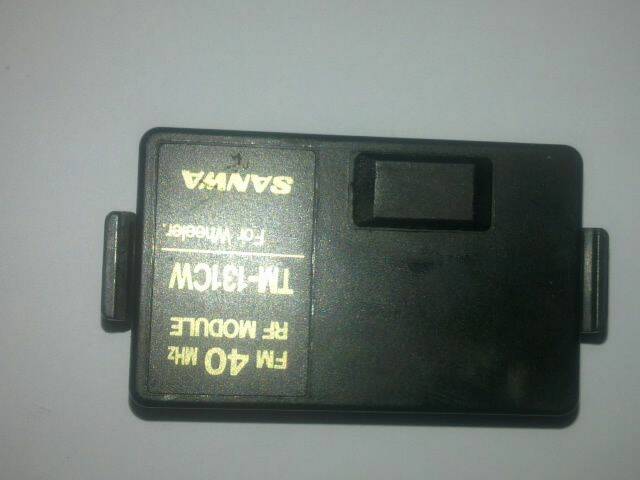 FM 40 MHz
RF MODULE
TM-131CW
For Wheeler.
SANWA